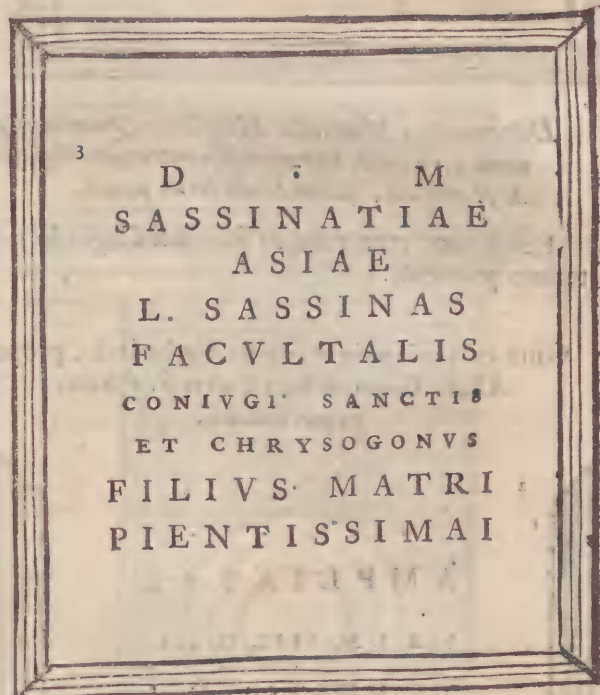 3
D · M
SASSINATIAE
ASIAE
L. SASSINAS
FACVLTALIS
CONIVGI SANCTIS
ET CHRYSOGONVS
FILIVS· MATRI
PIENTISSIMAI